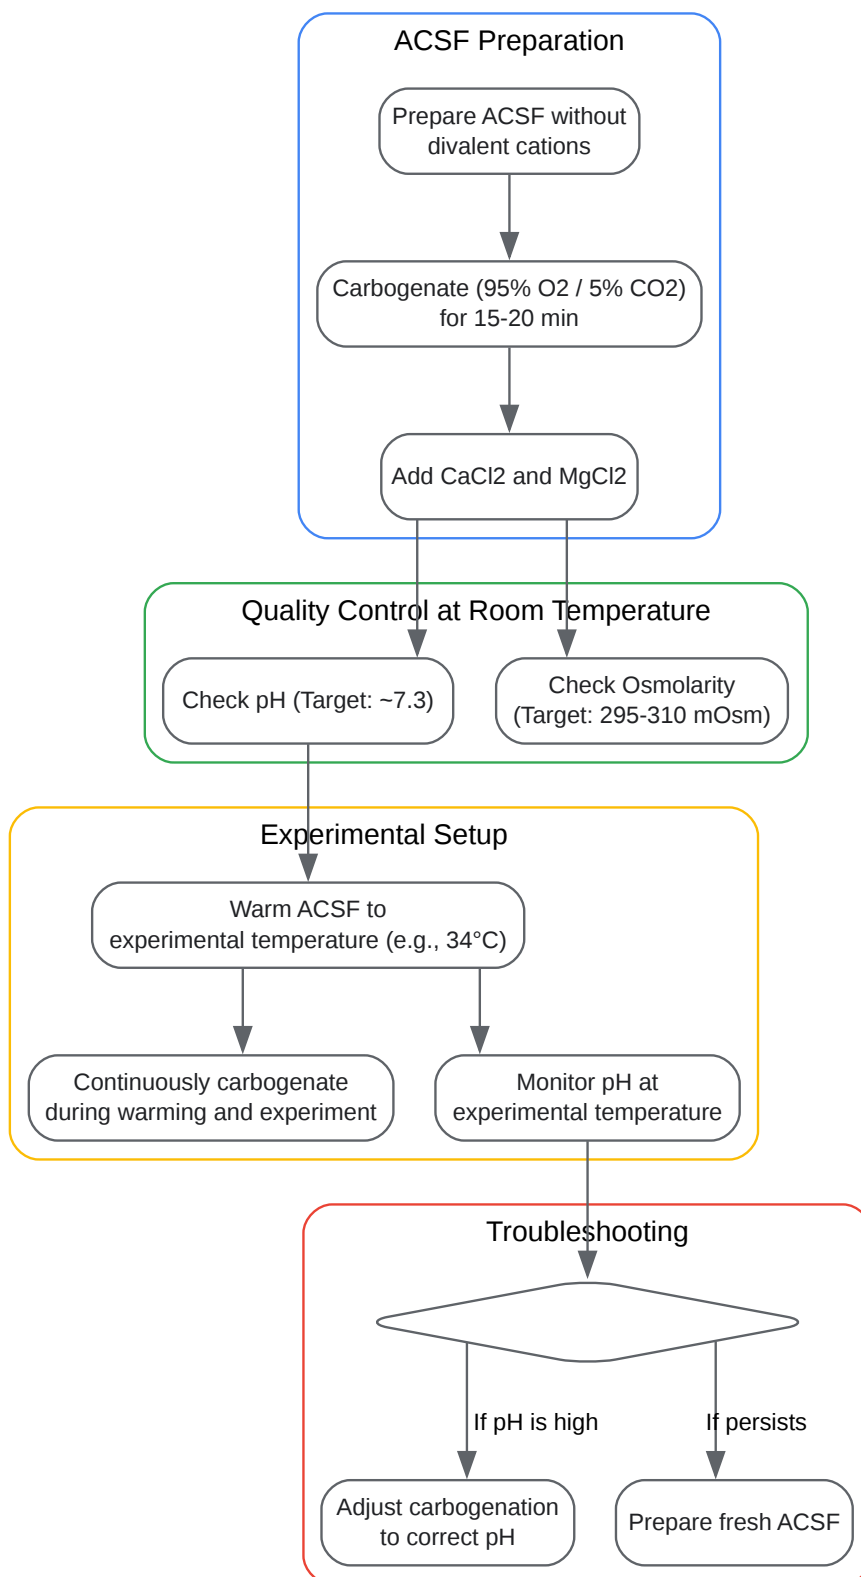 ACSF Preparation
Prepare ACSF without
divalent cations
Carbogenate (95% O2 / 5% CO2)
for 15-20 min
Add CaCl2 and MgCl2
Quality Control at Room Temperature
Check pH (Target: ~7.3)
Check Osmolarity
(Target: 295-310 mOsm)
Experimental Setup
Warm ACSF to
experimental temperature (e.g., 34°C)
Continuously carbogenate
during warming and experiment
Monitor pH at
experimental temperature
Troubleshooting
If pH is high
If persists
Adjust carbogenation
to correct pH
Prepare fresh ACSF